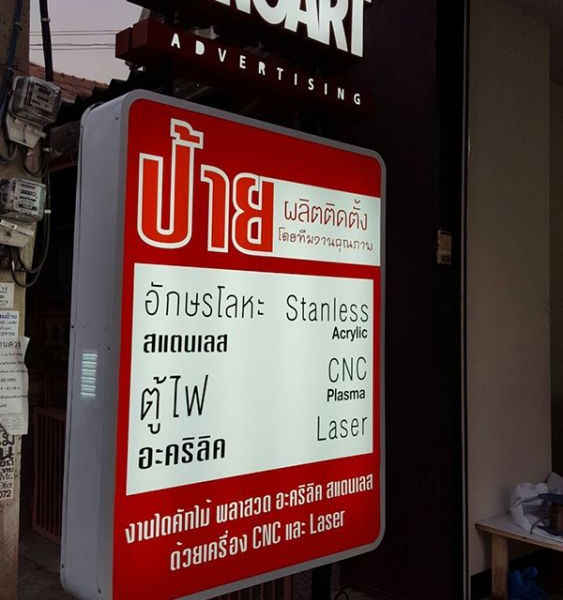 ADVERTISING
ป้าย
ผลิตติดตั้ง
โดยทีมงานคุณภาพ
อักษรโลหะ Stanless
สแตนเลส Acrylic
ตู้ไฟ CNC
Plasma
อะคริลิค Laser
งานไดคัทไม้ พลาสวด อะคริลิค สแตนเลส
ด้วยเครื่อง CNC และ Laser